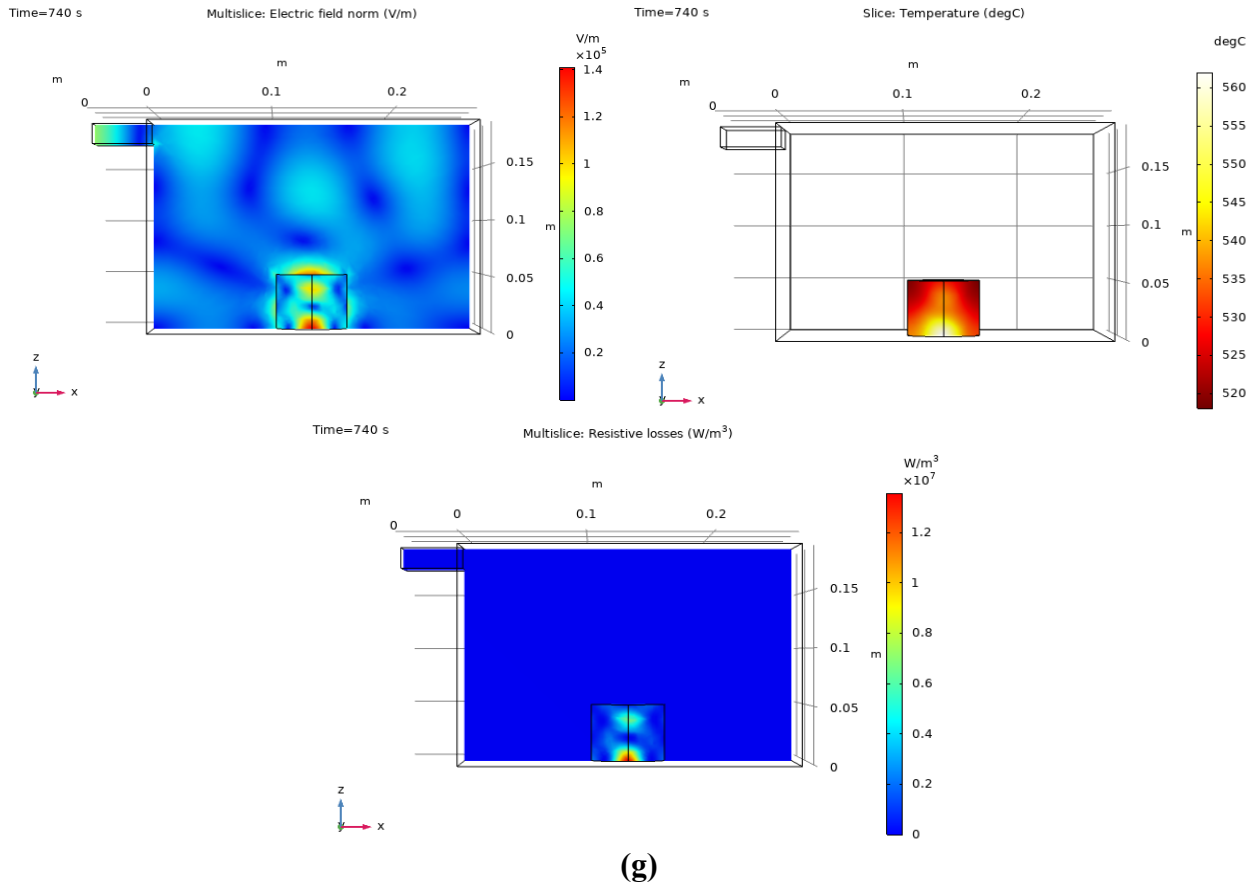 Time=740 s
Multislice: Electric field norm (V/m)
V/m
×10⁵
m
m
0
0
0.1
0.2
1.4
1.2
1
0.8
0.6
0.4
0.2
0.15
0.1
m
0.05
0
z
y
x
Time=740 s
Slice: Temperature (degC)
degC
m
m
0
0
0.1
0.2
560
555
550
545
540
535
530
525
520
0.15
0.1
m
0.05
0
z
y
x
Time=740 s
Multislice: Resistive losses (W/m³)
W/m³
×10⁷
m
m
0
0
0.1
0.2
1.2
1
0.8
0.6
0.4
0.2
0
0.15
0.1
m
0.05
0
z
y
x
(g)